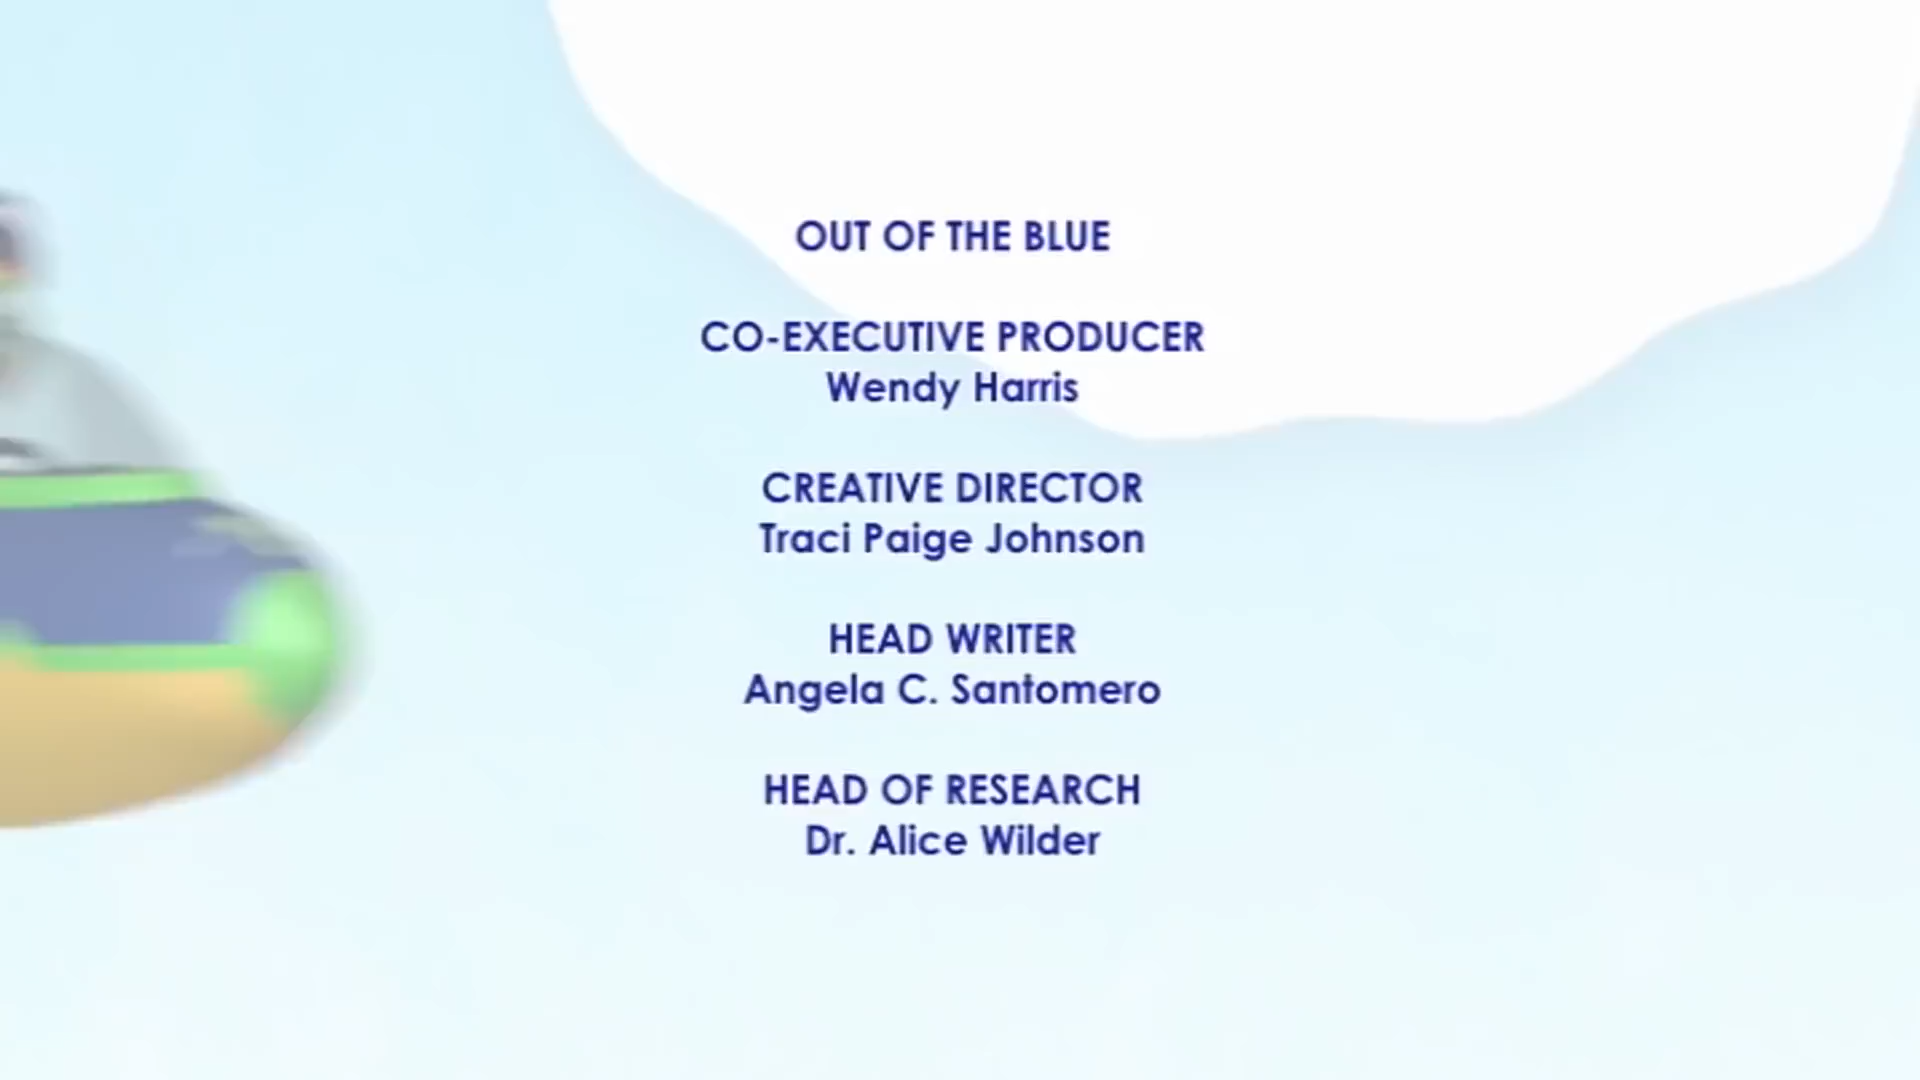 OUT OF THE BLUE
CO-EXECUTIVE PRODUCER
Wendy Harris
CREATIVE DIRECTOR
Traci Paige Johnson
HEAD WRITER
Angela C. Santomero
HEAD OF RESEARCH
Dr. Alice Wilder